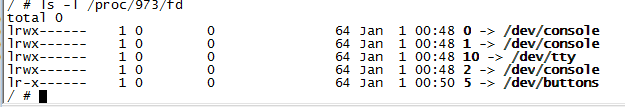 / # ls -l /proc/973/fd
total 0
lrwx------ 1 0 0 64 Jan 1 00:48 0 -> /dev/console
lrwx------ 1 0 0 64 Jan 1 00:48 1 -> /dev/console
lrwx------ 1 0 0 64 Jan 1 00:48 10 -> /dev/tty
lrwx------ 1 0 0 64 Jan 1 00:48 2 -> /dev/console
lr-x------ 1 0 0 64 Jan 1 00:50 5 -> /dev/buttons
/ #